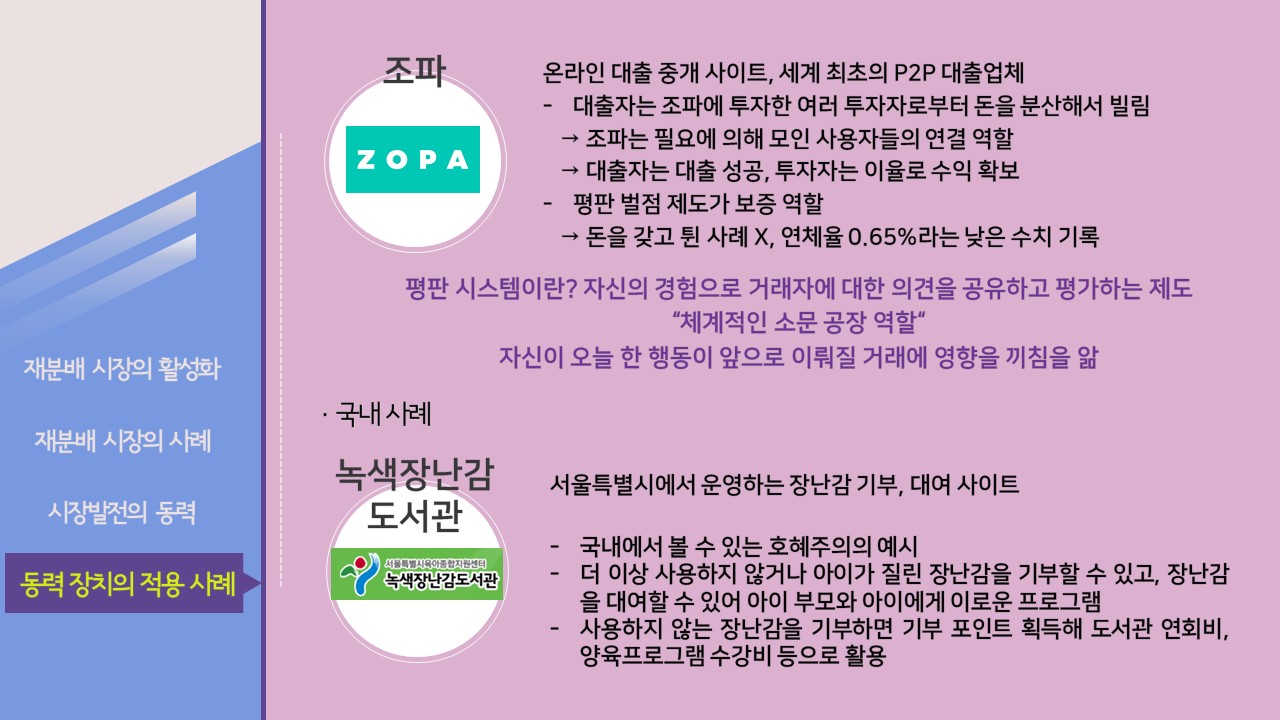 재분배 시장의 활성화
재분배 시장의 사례
시장발전의 동력
동력 장치의 적용 사례
조파
ZOPA
온라인 대출 중개 사이트, 세계 최초의 P2P 대출업체
- 대출자는 조파에 투자한 여러 투자자로부터 돈을 분산해서 빌림
→ 조파는 필요에 의해 모인 사용자들의 연결 역할
→ 대출자는 대출 성공, 투자자는 이율로 수익 확보
- 평판 벌점 제도가 보증 역할
→ 돈을 갖고 튄 사례 X, 연체율 0.65%라는 낮은 수치 기록
평판 시스템이란? 자신의 경험으로 거래자에 대한 의견을 공유하고 평가하는 제도
“체계적인 소문 공장 역할“
자신이 오늘 한 행동이 앞으로 이뤄질 거래에 영향을 끼침을 앎
· 국내 사례
녹색장난감
도서관
서울특별시육아종합지원센터
녹색장난감도서관
서울특별시에서 운영하는 장난감 기부, 대여 사이트
- 국내에서 볼 수 있는 호혜주의의 예시
- 더 이상 사용하지 않거나 아이가 질린 장난감을 기부할 수 있고, 장난감
을 대여할 수 있어 아이 부모와 아이에게 이로운 프로그램
- 사용하지 않는 장난감을 기부하면 기부 포인트 획득해 도서관 연회비,
양육프로그램 수강비 등으로 활용